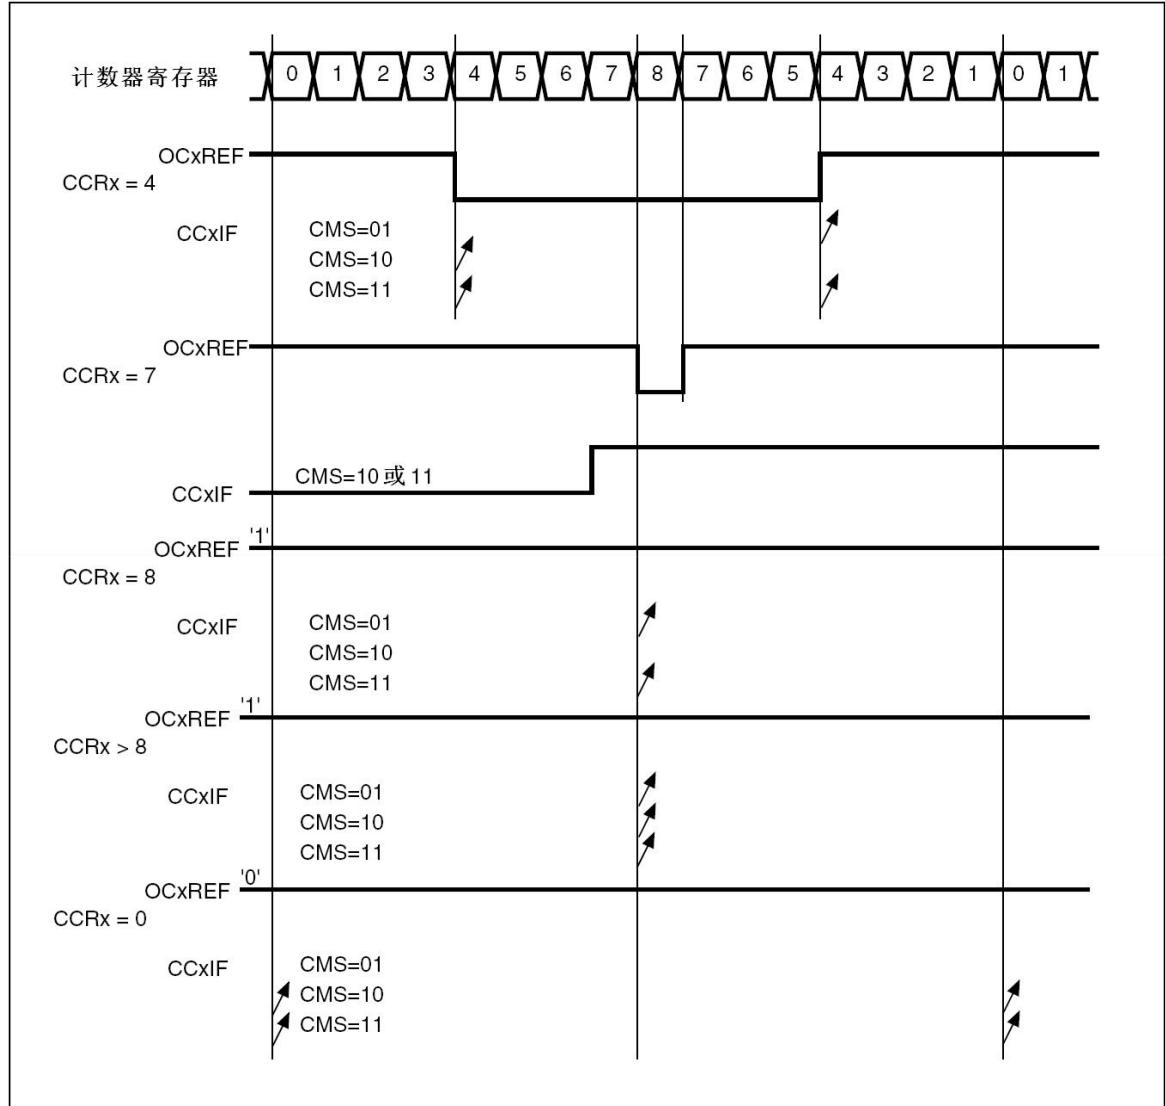 计数器寄存器 0 1 2 3 4 5 6 7 8 7 6 5 4 3 2 1 0 1
OCxREF
CCRx = 4
CCxIF CMS=01
CMS=10
CMS=11
OCxREF
CCRx = 7
CMS=10 或 11
CCxIF
OCxREF '1'
CCRx = 8
CCxIF CMS=01
CMS=10
CMS=11
OCxREF '1'
CCRx > 8
CCxIF CMS=01
CMS=10
CMS=11
OCxREF '0'
CCRx = 0
CCxIF CMS=01
CMS=10
CMS=11